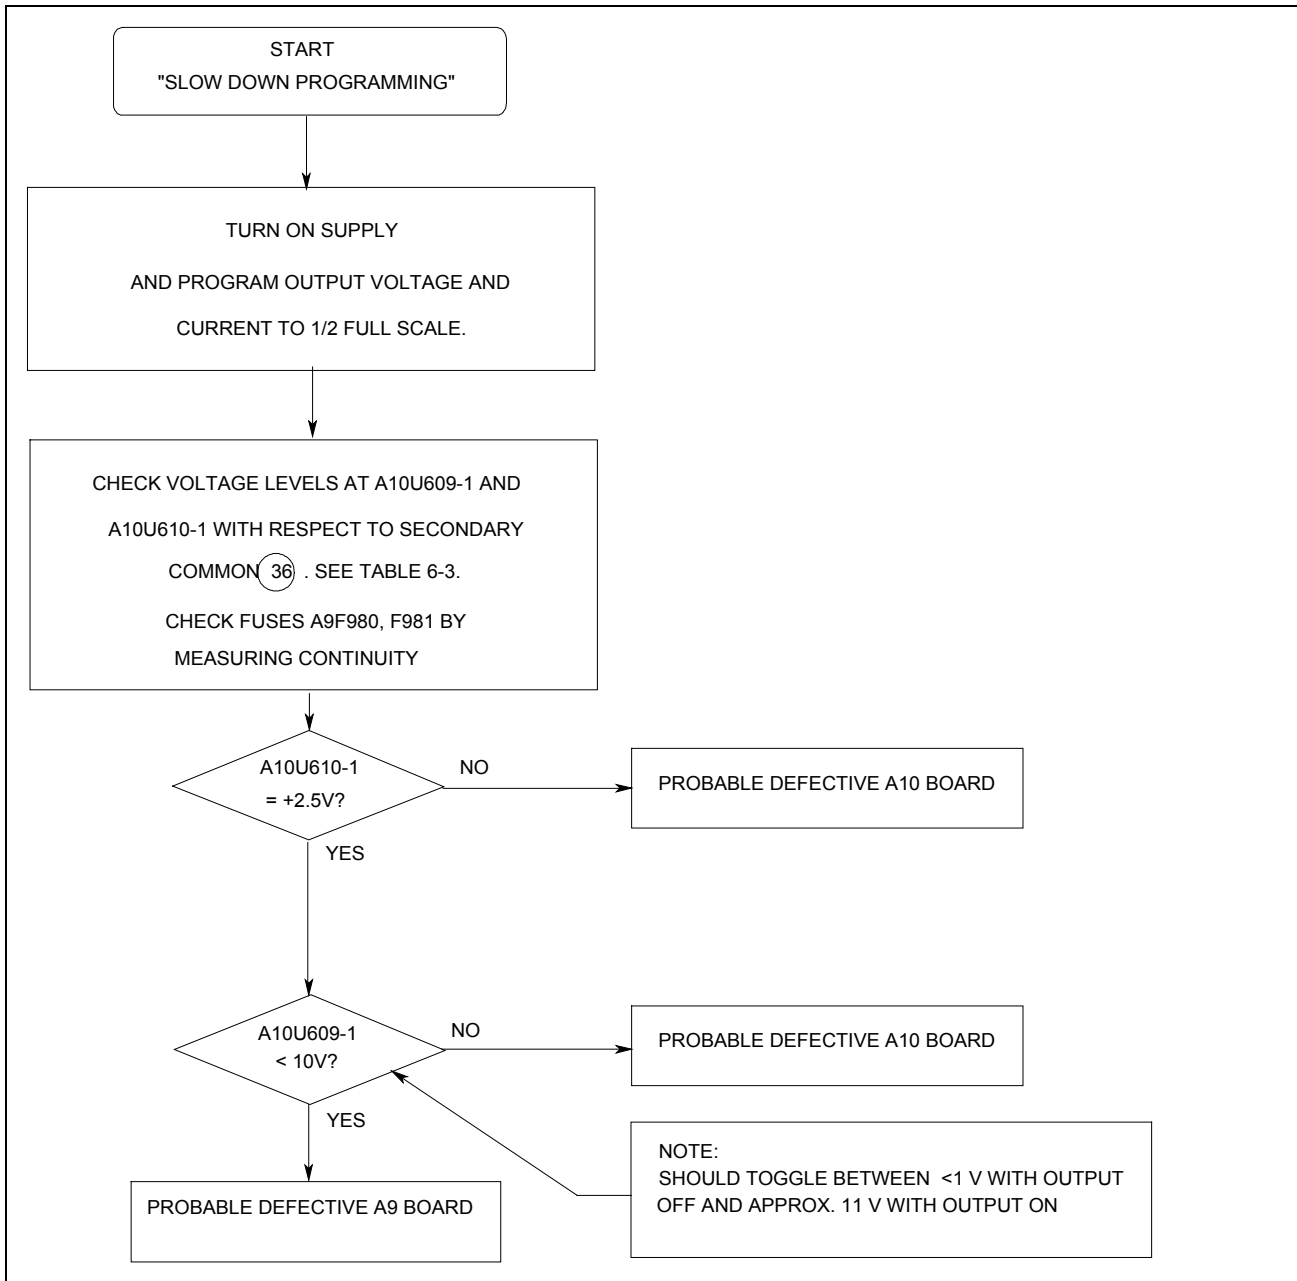 START
"SLOW DOWN PROGRAMMING"
TURN ON SUPPLY
AND PROGRAM OUTPUT VOLTAGE AND
CURRENT TO 1/2 FULL SCALE.
CHECK VOLTAGE LEVELS AT A10U609-1 AND
A10U610-1 WITH RESPECT TO SECONDARY
COMMON 36 . SEE TABLE 6-3.
CHECK FUSES A9F980, F981 BY
MEASURING CONTINUITY
A10U610-1
= +2.5V?
NO
PROBABLE DEFECTIVE A10 BOARD
YES
A10U609-1
< 10V?
NO
PROBABLE DEFECTIVE A10 BOARD
YES
NOTE:
SHOULD TOGGLE BETWEEN <1 V WITH OUTPUT
OFF AND APPROX. 11 V WITH OUTPUT ON
PROBABLE DEFECTIVE A9 BOARD